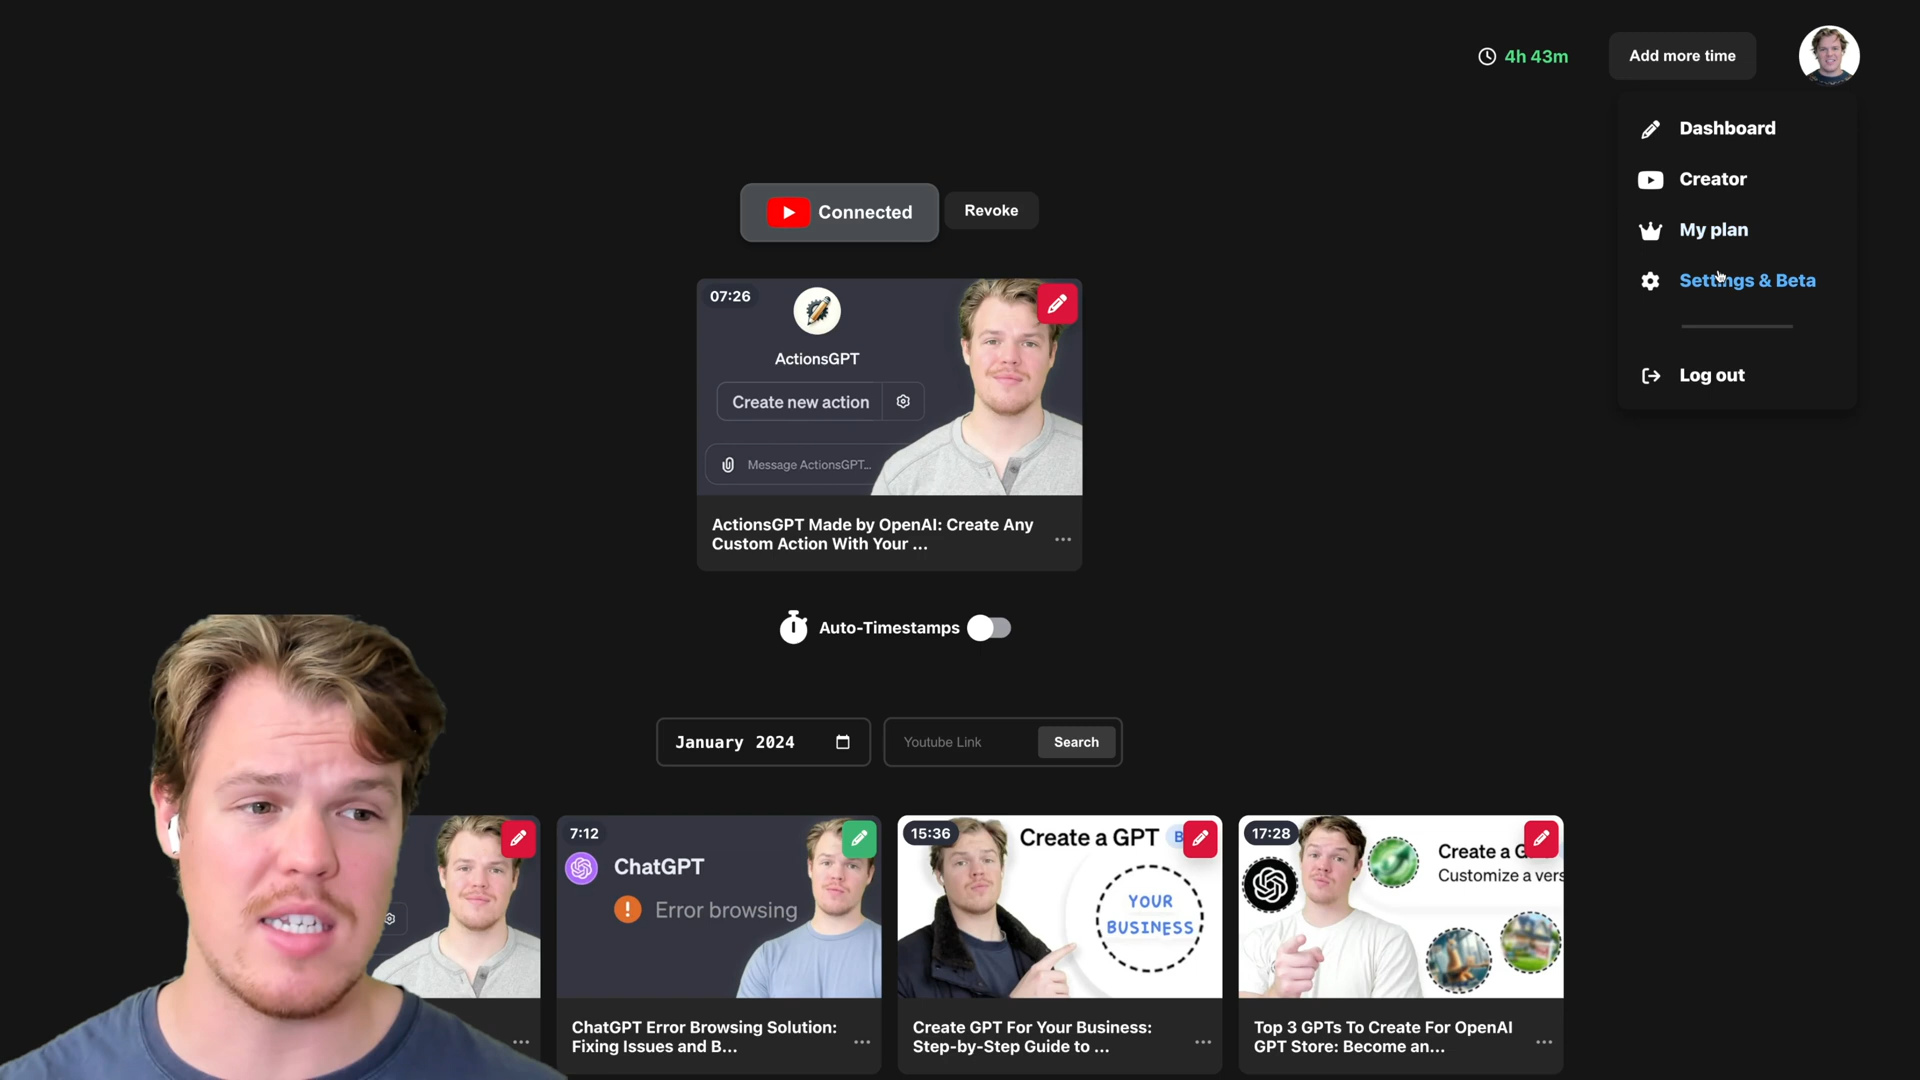 4h 43m
Add more time
Dashboard
Creator
My plan
Settings & Beta
Log out
Connected
Revoke
07:26
ActionsGPT
Create new action
Message ActionsGPT...
ActionsGPT Made by OpenAI: Create Any
Custom Action With Your ...
Auto-Timestamps
January 2024
Youtube Link
Search
7:12
ChatGPT
Error browsing
ChatGPT Error Browsing Solution:
Fixing Issues and B...
15:36
Create a GPT
B
YOUR
BUSINESS
Create GPT For Your Business:
Step-by-Step Guide to ...
17:28
Create a G
Customize a vers
Top 3 GPTs To Create For OpenAI
GPT Store: Become an...